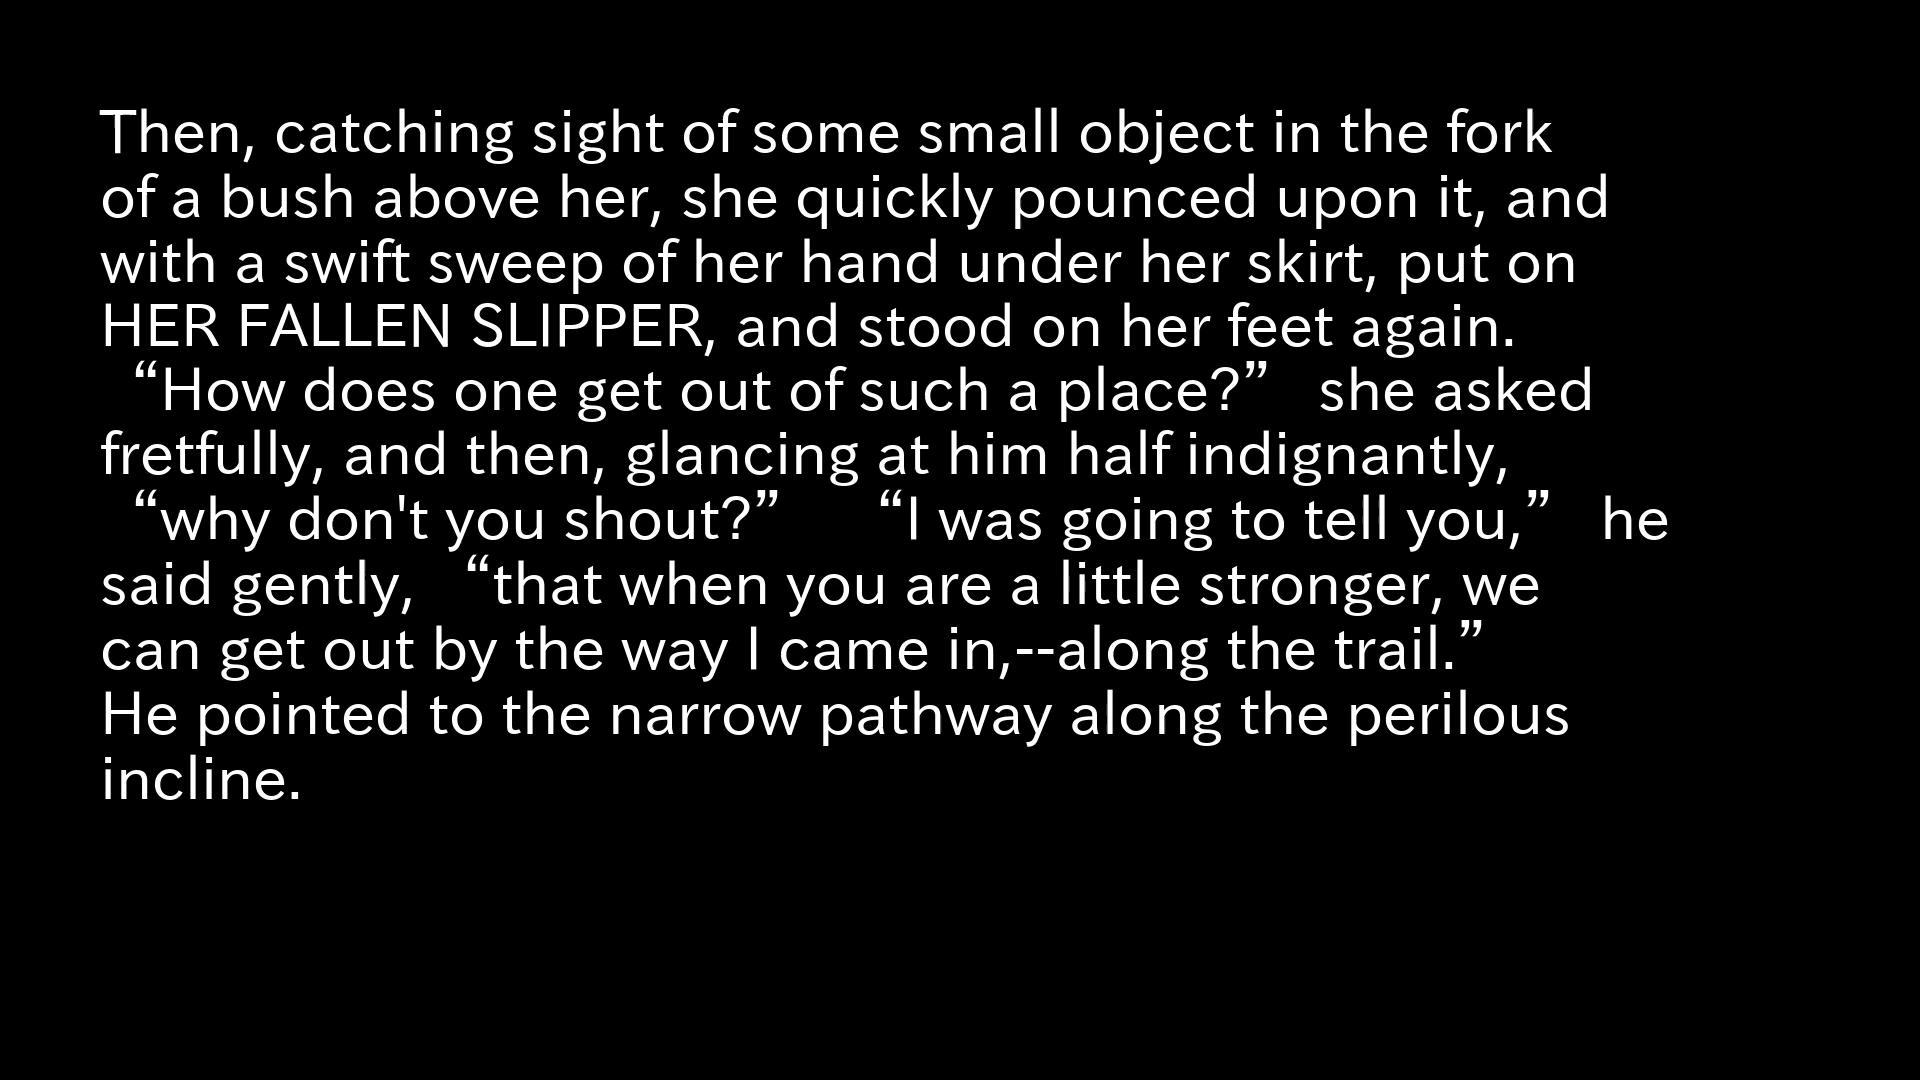 Then, catching sight of some small object in the fork
of a bush above her, she quickly pounced upon it, and
with a swift sweep of her hand under her skirt, put on
HER FALLEN SLIPPER, and stood on her feet again.
“How does one get out of such a place?” she asked
fretfully, and then, glancing at him half indignantly,
“why don't you shout?” “I was going to tell you,” he
said gently, “that when you are a little stronger, we
can get out by the way I came in,--along the trail.”
He pointed to the narrow pathway along the perilous
incline.